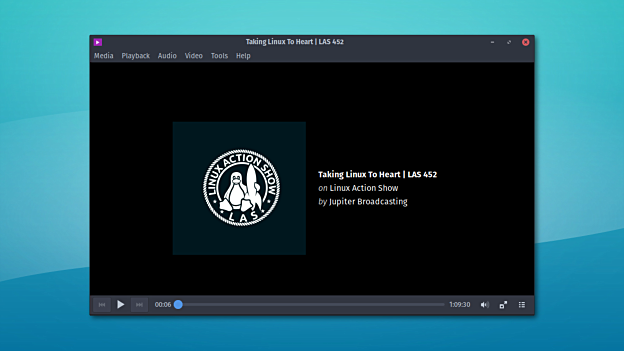 Taking Linux To Heart | LAS 452
Media Playback Audio Video Tools Help
LINUX ACTION SHOW
LAS
Taking Linux To Heart | LAS 452
on Linux Action Show
by Jupiter Broadcasting
00:06 1:09:30